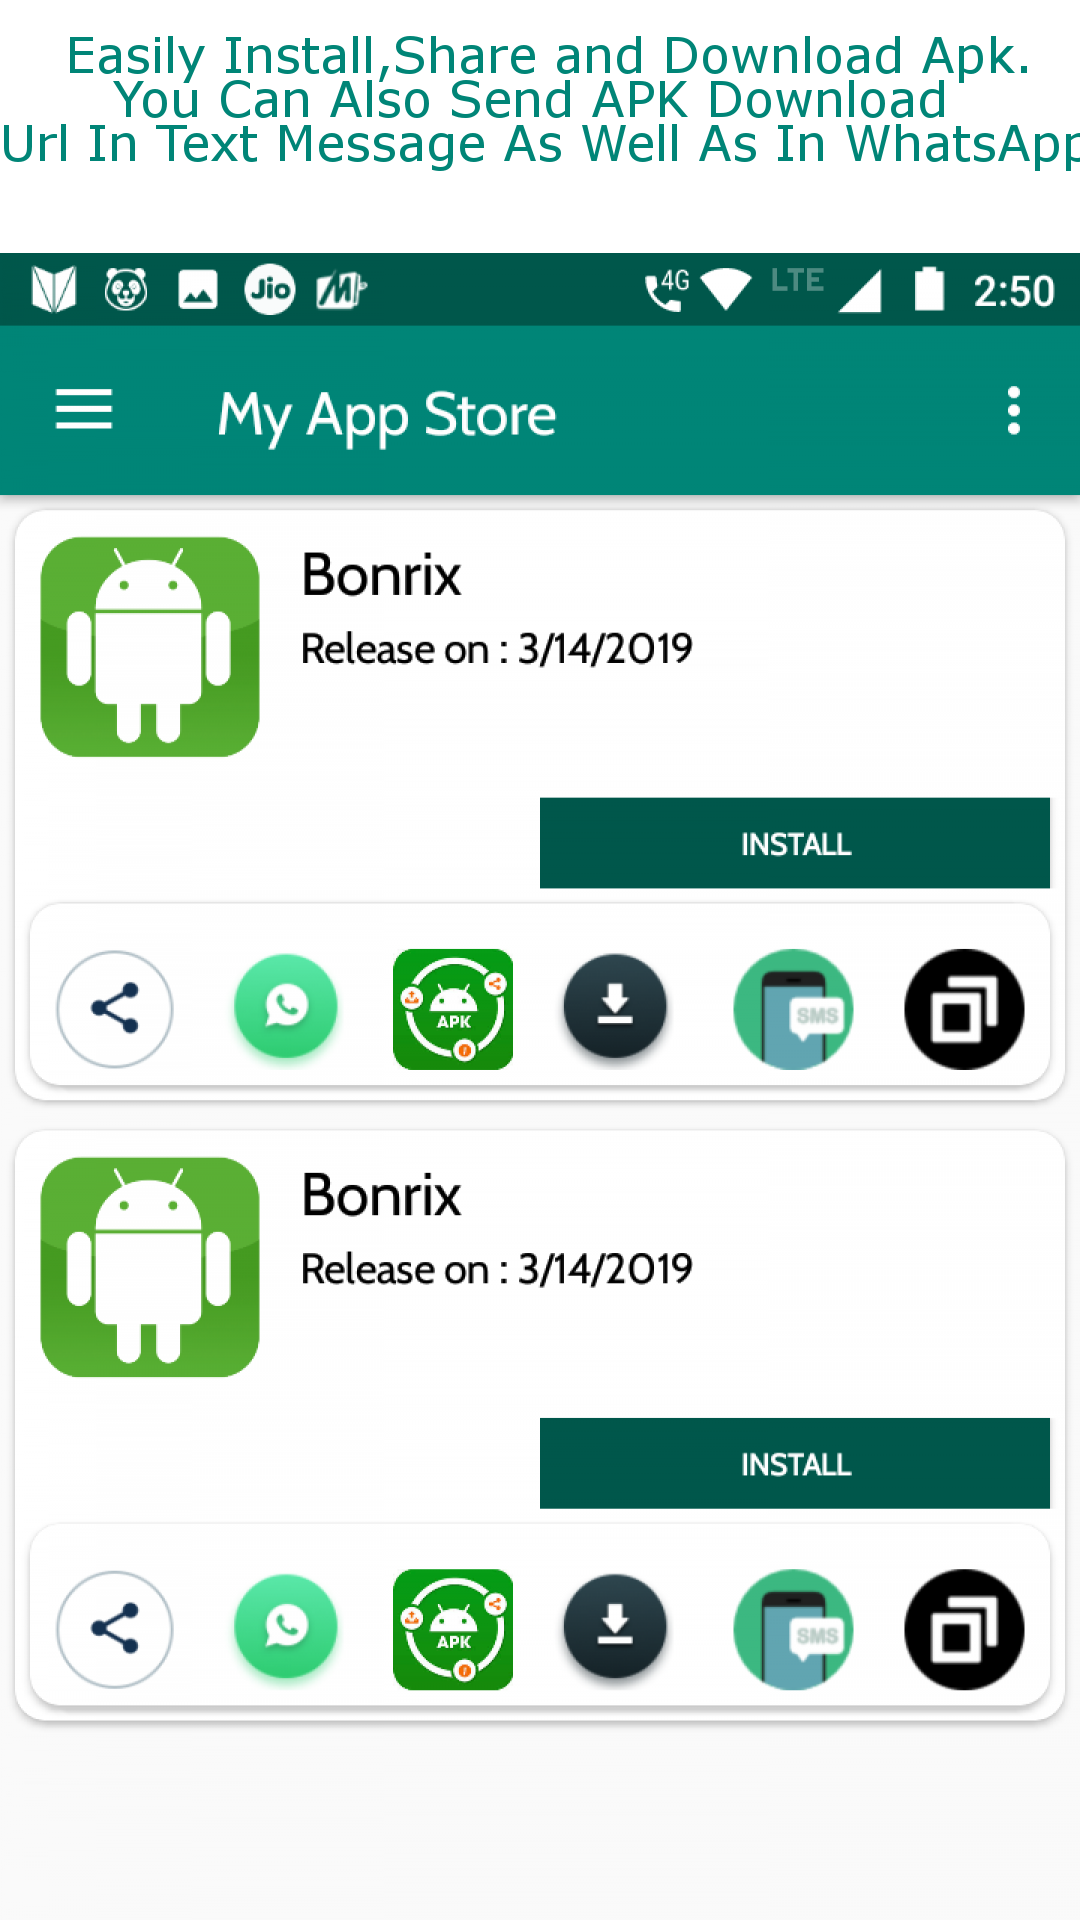 Easily Install,Share and Download Apk.
You Can Also Send APK Download
Url In Text Message As Well As In WhatsApp
Jio M 4G LTE 2:50
My App Store
Bonrix
Release on : 3/14/2019
INSTALL
APK SMS
Bonrix
Release on : 3/14/2019
INSTALL
APK SMS